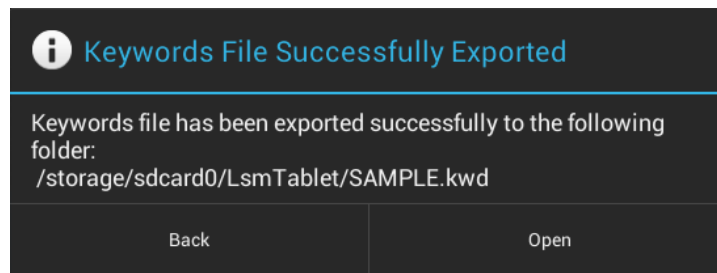 Keywords File Successfully Exported
Keywords file has been exported successfully to the following
folder:
/storage/sdcard0/LsmTablet/SAMPLE.kwd
Back
Open